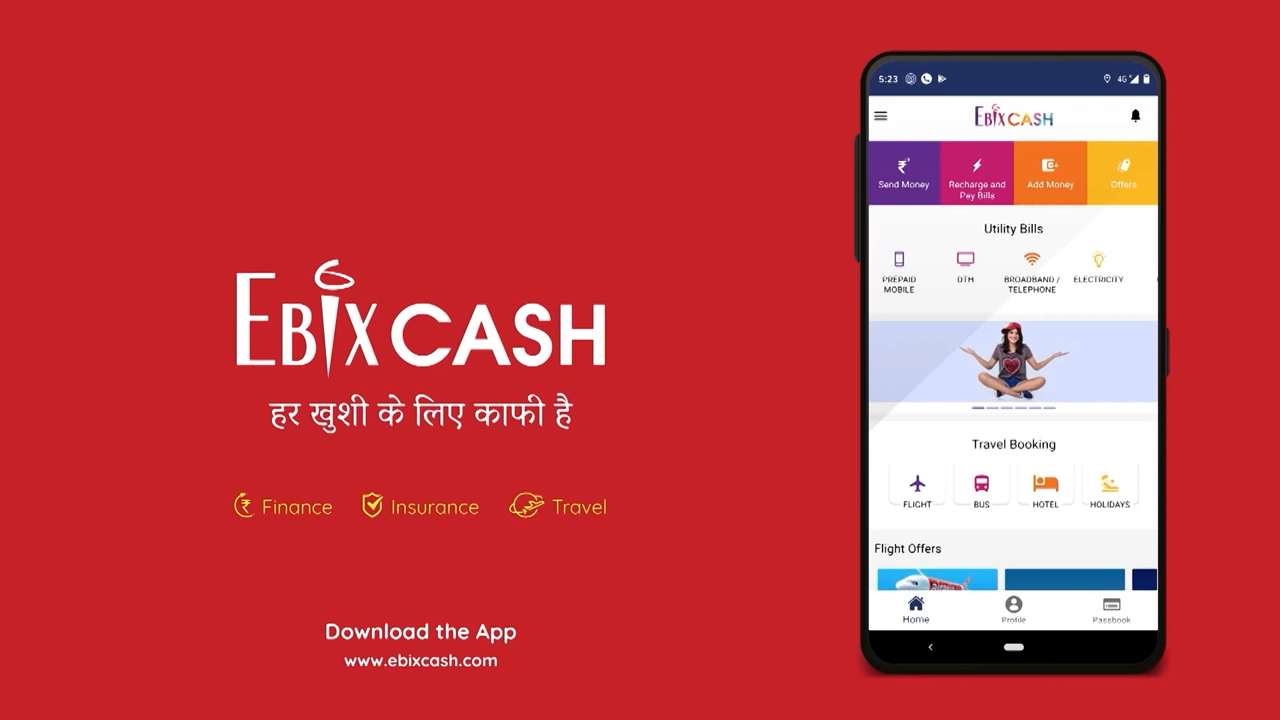 EBIXCASH
हर खुशी के लिए काफी है
Finance Insurance Travel
Download the App
www.ebixcash.com
5:23 4G
EBIXCASH
Send Money Recharge and Pay Bills Add Money Offers
Utility Bills
PREPAID MOBILE DTH BROADBAND / TELEPHONE ELECTRICITY
Travel Booking
FLIGHT BUS HOTEL HOLIDAYS
Flight Offers
Home Profile Passbook